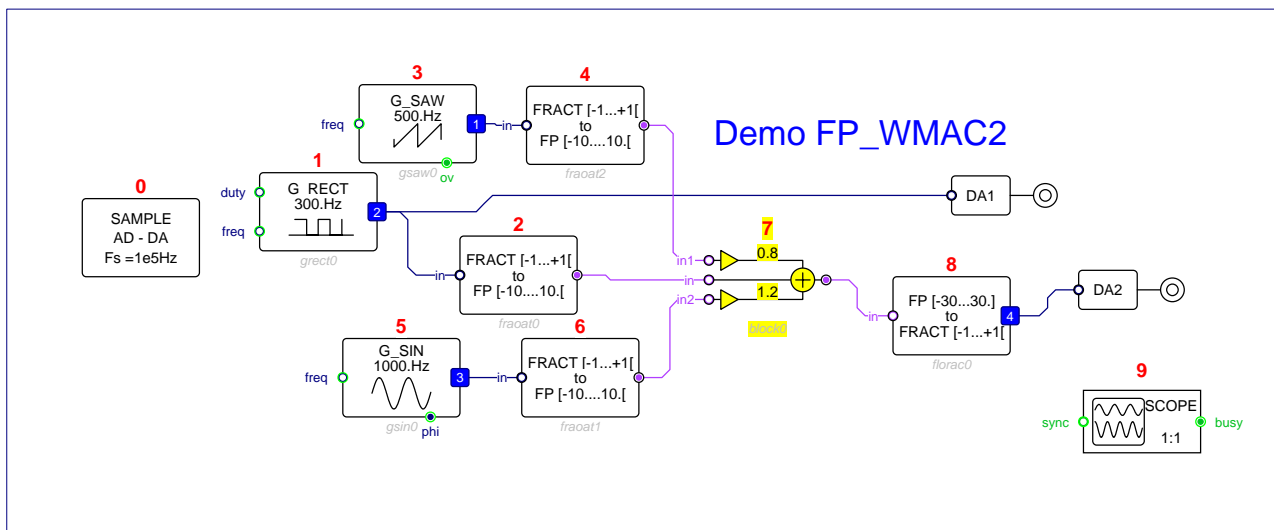 3
G_SAW
500.Hz
freq
1
gsaw0
ov
4
FRACT [-1...+1[
to
FP [-10....10.[
in
fraoat2
Demo FP_WMAC2
0
SAMPLE
AD - DA
Fs =1e5Hz
1
G_RECT
300.Hz
duty
freq
2
grect0
DA1
2
FRACT [-1...+1[
to
FP [-10....10.[
in
fraoat0
7
in1
0.8
in
in2
1.2
block0
8
FP [-30...30.]
to
FRACT [-1...+1[
in
4
florac0
DA2
5
G_SIN
1000.Hz
freq
3
gsin0
phi
6
FRACT [-1...+1[
to
FP [-10....10.[
in
fraoat1
9
SCOPE
1:1
sync
busy